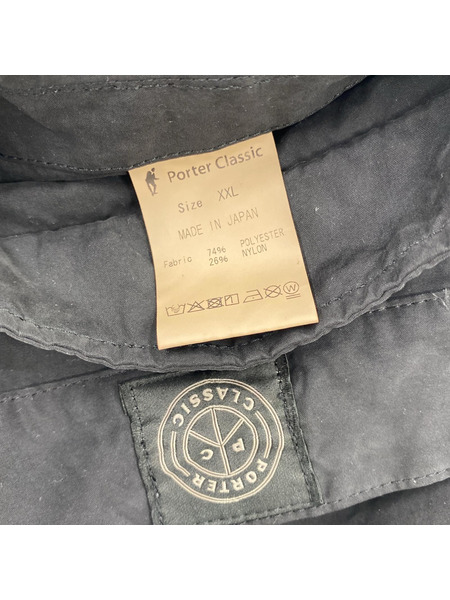 Porter Classic
Size XXL
MADE IN JAPAN
Fabric 74% POLYESTER
26% NYLON
PORTER CLASSIC
P C